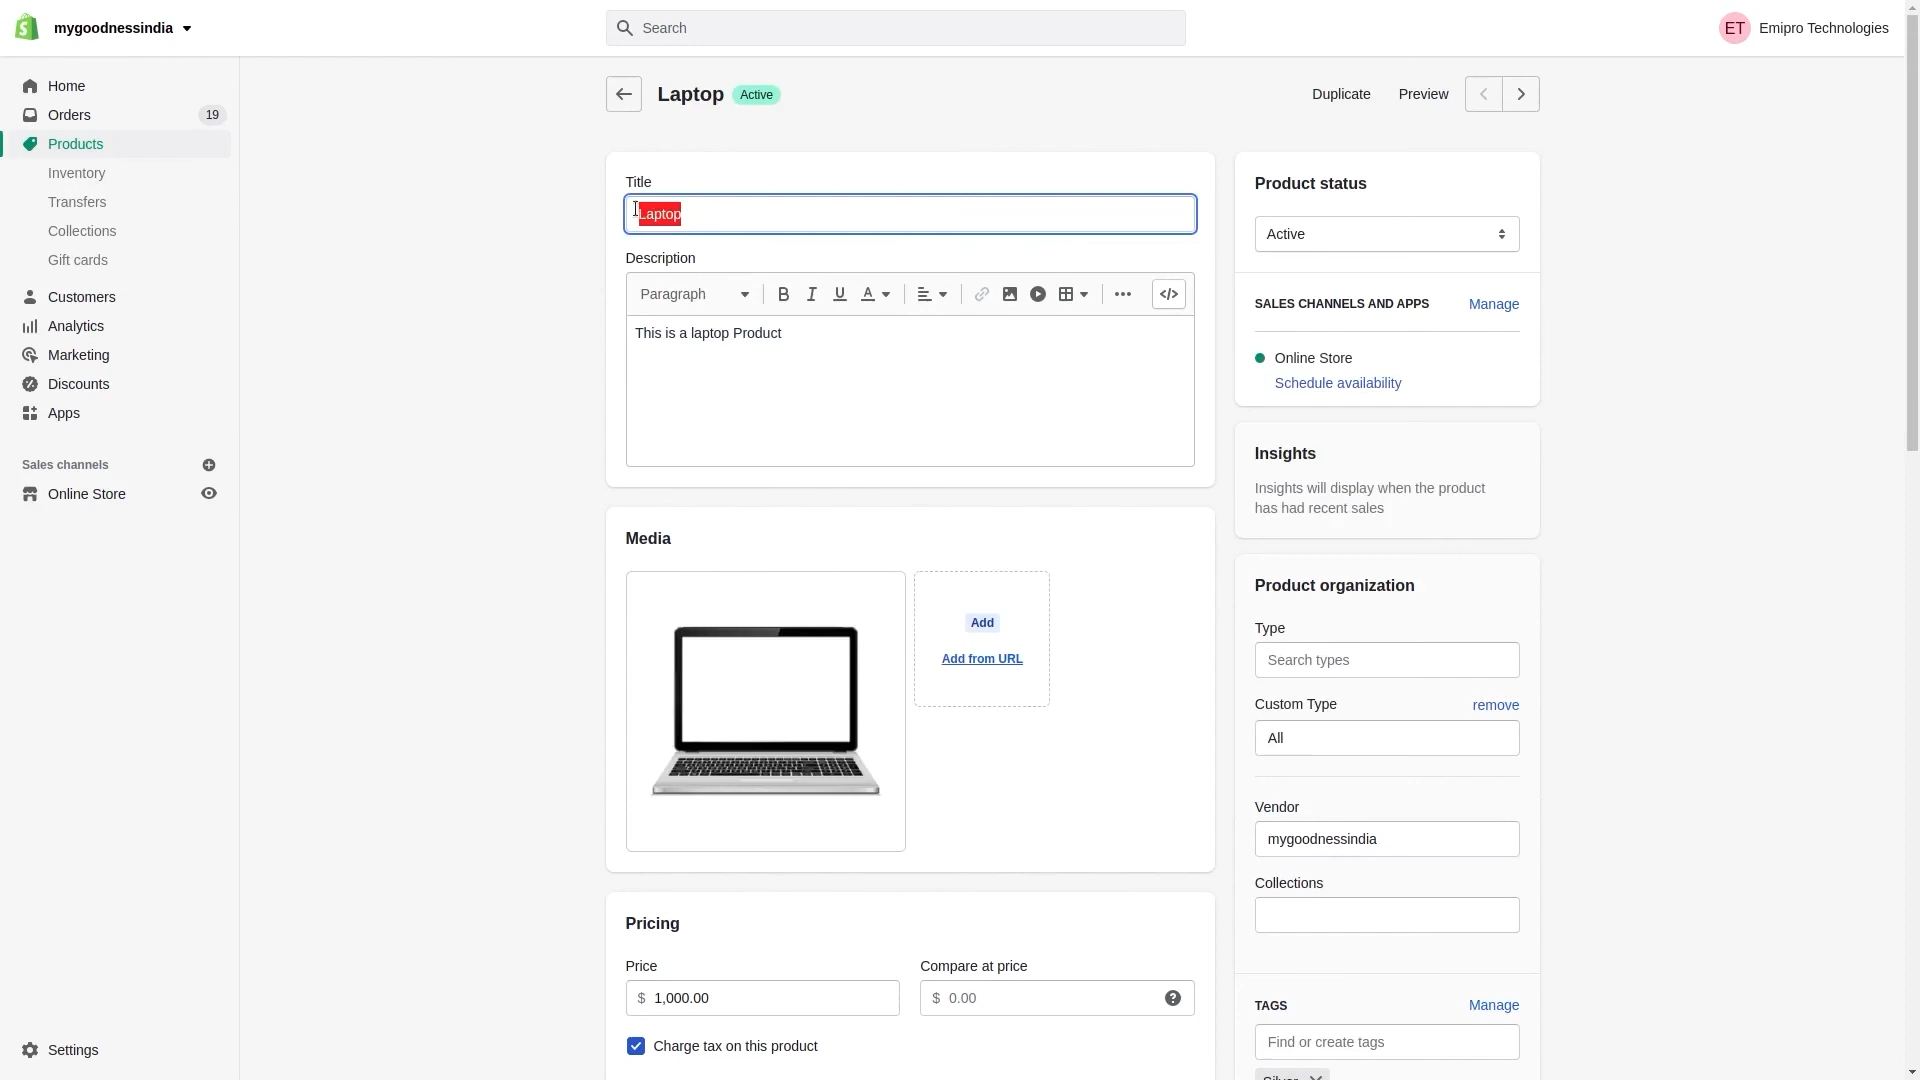 mygoodnessindia
Search
ET Emipro Technologies
Home
Orders 19
Products
Inventory
Transfers
Collections
Gift cards
Customers
Analytics
Marketing
Discounts
Apps
Sales channels
Online Store
Settings
Laptop Active
Duplicate Preview
Title
Laptop
Description
Paragraph B I U A </>
This is a laptop Product
Media
Add
Add from URL
Pricing
Price Compare at price
$ 1,000.00 $ 0.00
Charge tax on this product
Product status
Active
SALES CHANNELS AND APPS Manage
Online Store
Schedule availability
Insights
Insights will display when the product
has had recent sales
Product organization
Type
Search types
Custom Type remove
All
Vendor
mygoodnessindia
Collections
TAGS Manage
Find or create tags
Silver